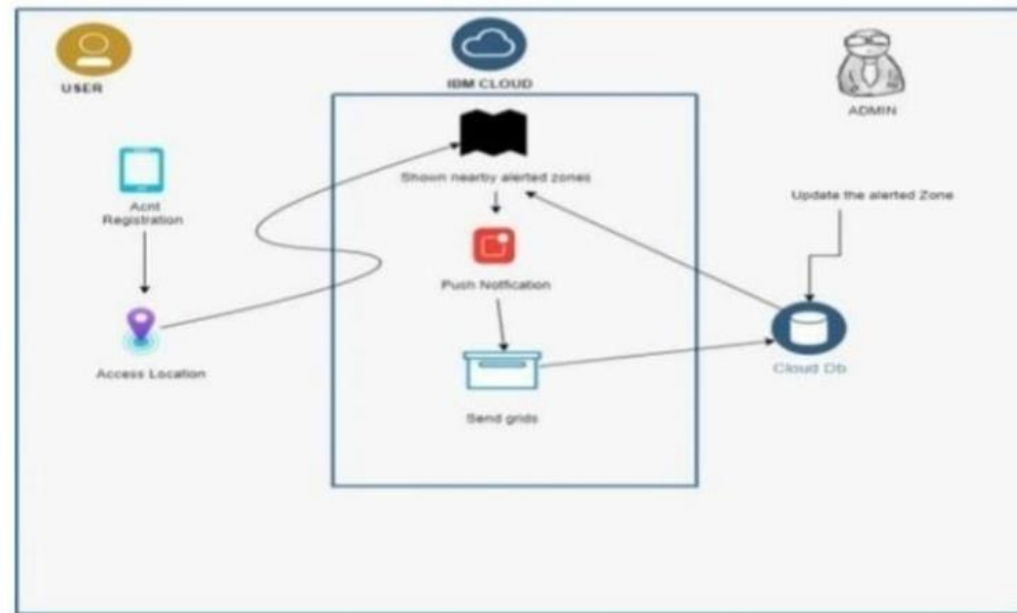 USER
IBM CLOUD
ADMIN
Acnt
Registration
Shown nearby alerted zones
Update the alerted Zone
Push Notfication
Access Location
Cloud Db
Send grids